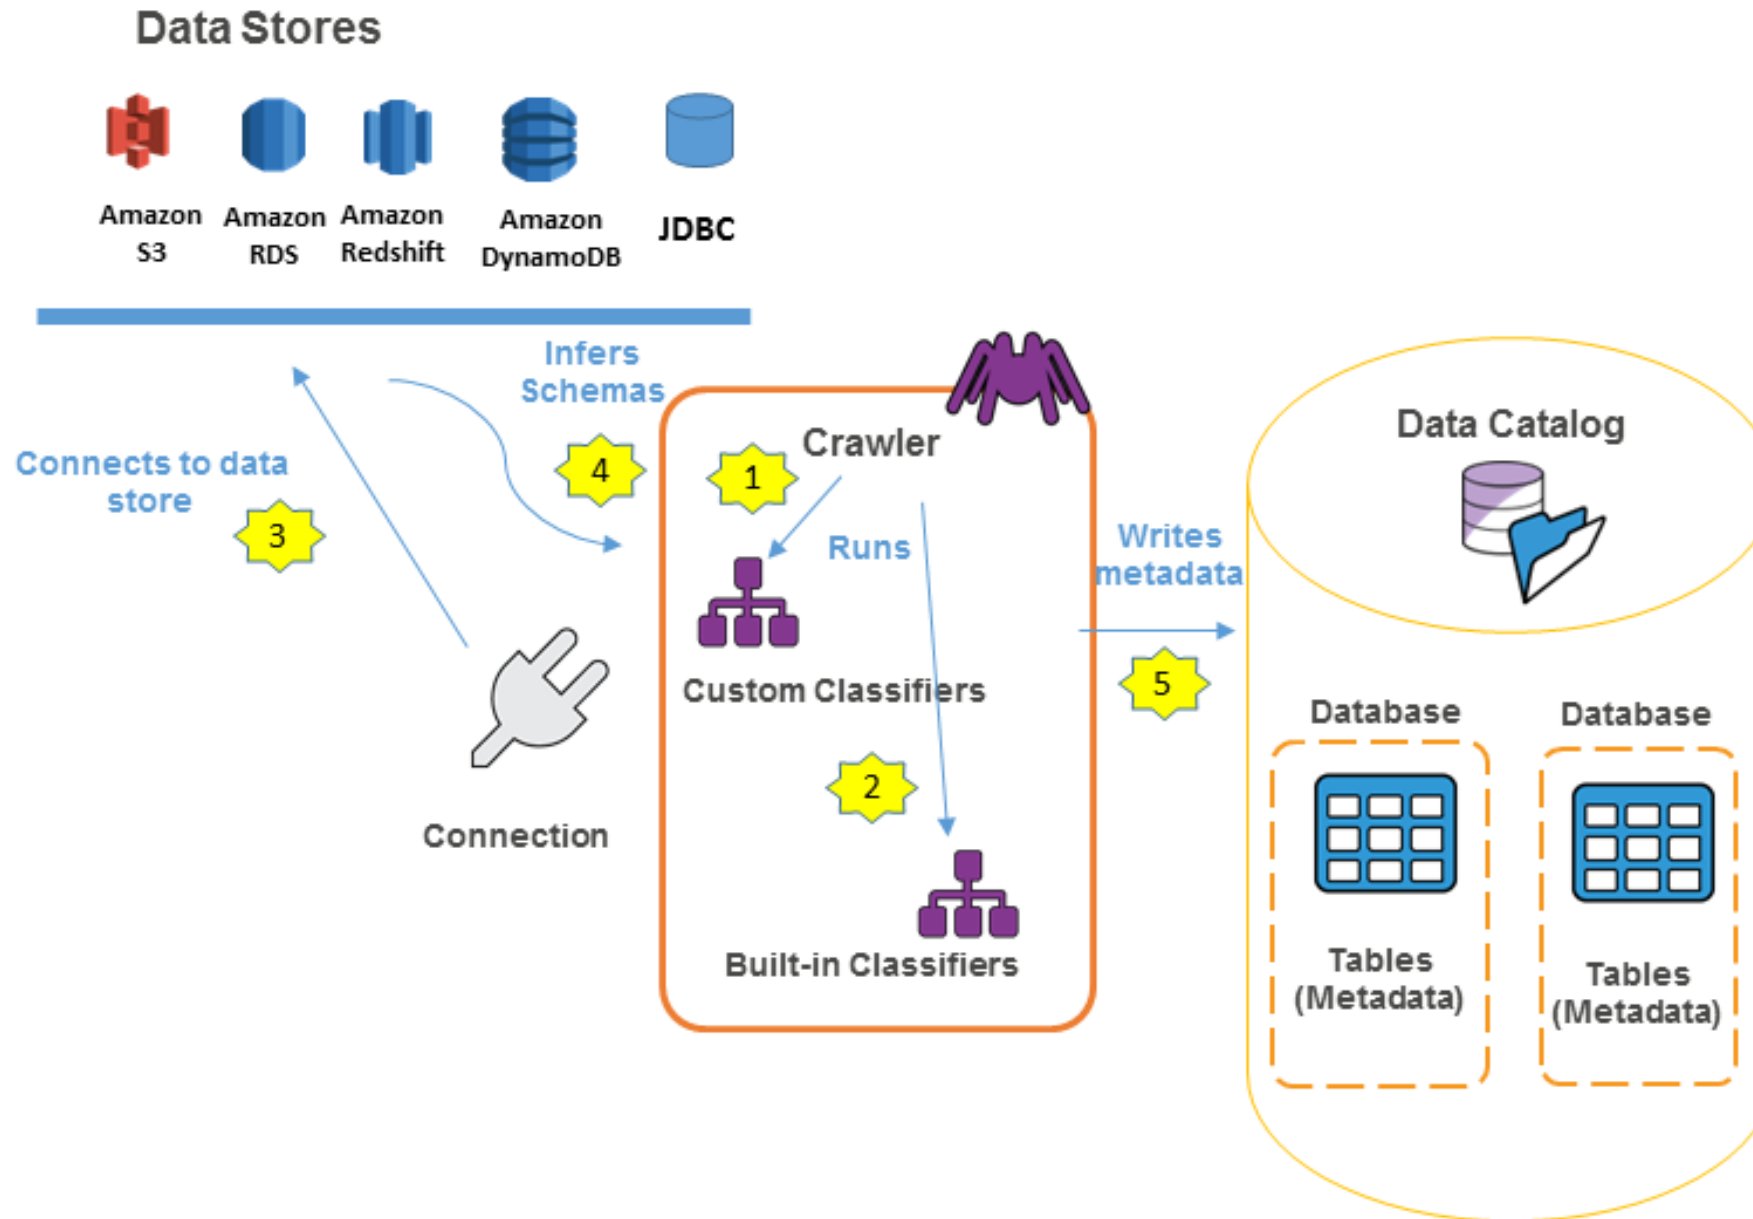 Data Stores
Amazon
S3
Amazon
RDS
Amazon
Redshift
Amazon
DynamoDB
JDBC
Infers
Schemas
Connects to data
store
3
4
1
Crawler
Runs
Custom Classifiers
2
Built-in Classifiers
Connection
Writes
metadata
5
Data Catalog
Database
Tables
(Metadata)
Database
Tables
(Metadata)